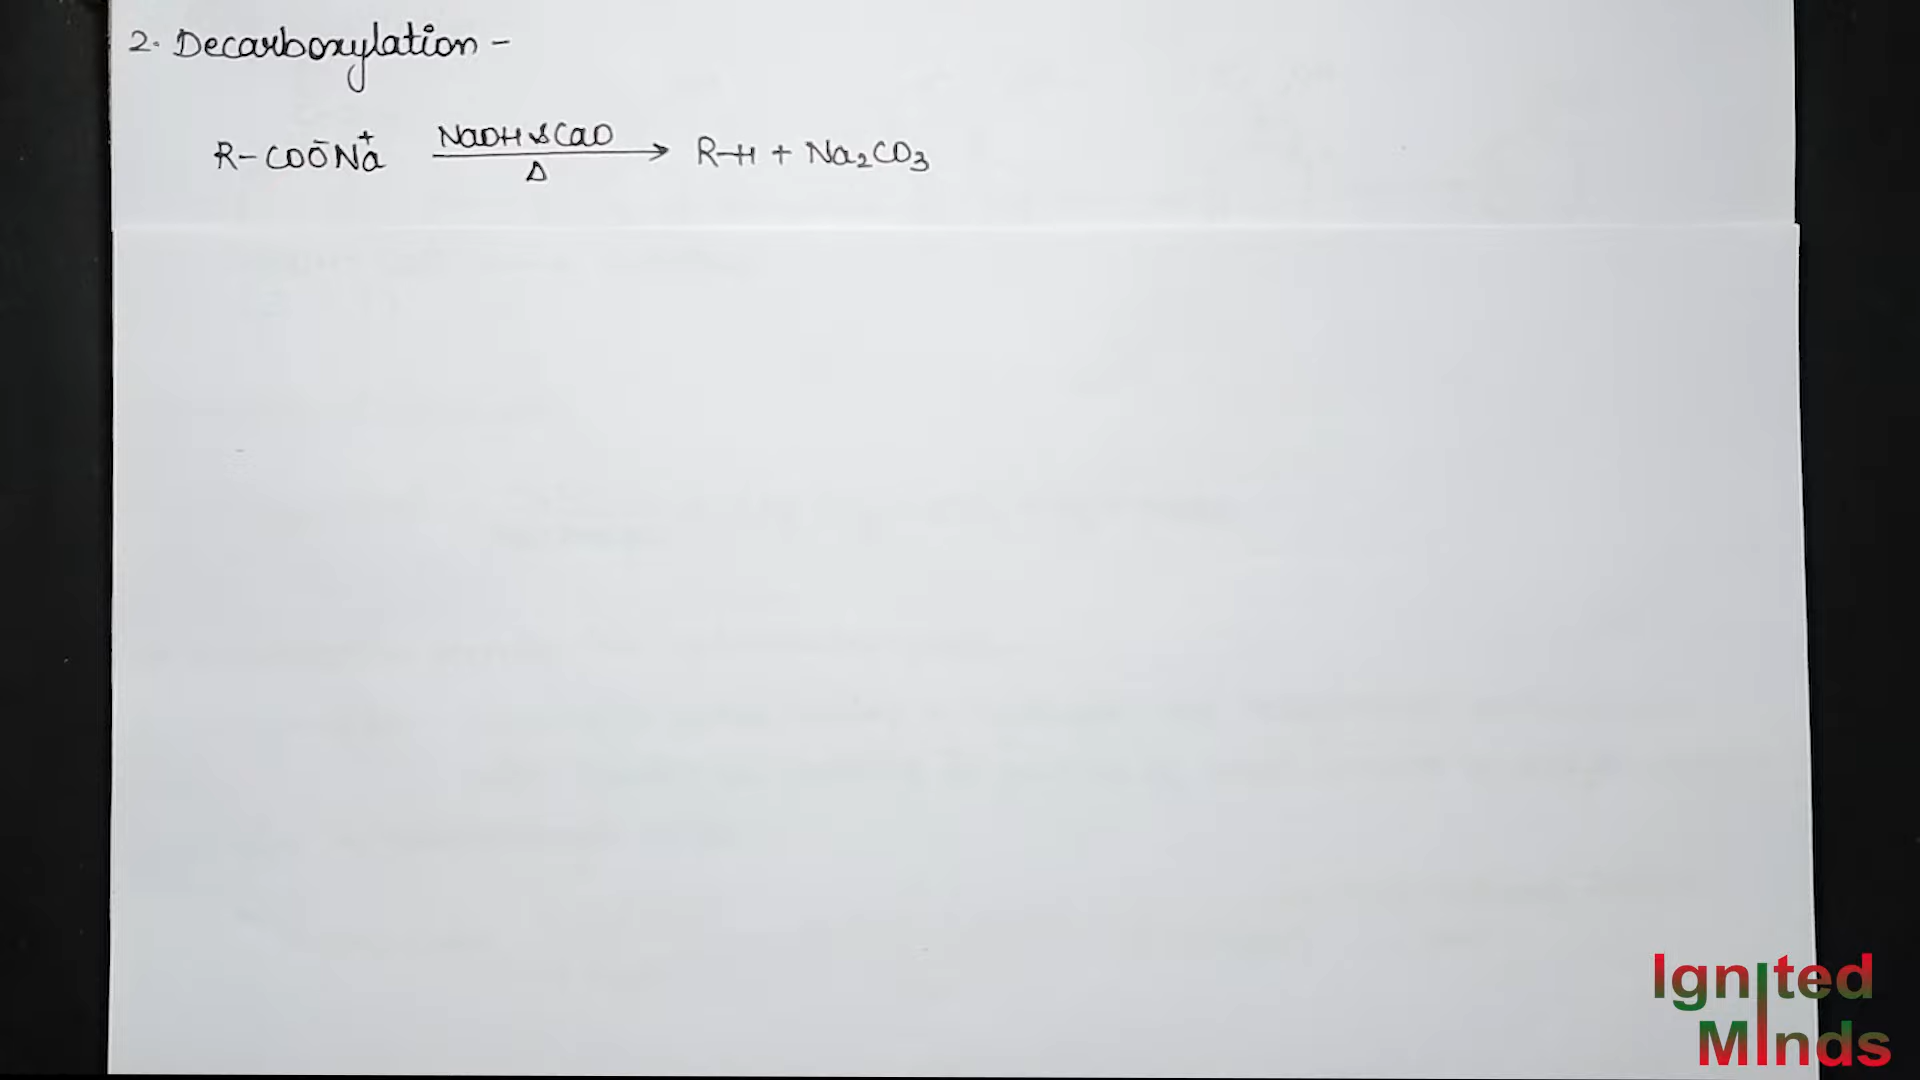 2. Decarboxylation -
R-COO⁻Na⁺ NaOH & CaO Δ → R-H + Na₂CO₃
Ignited
Minds